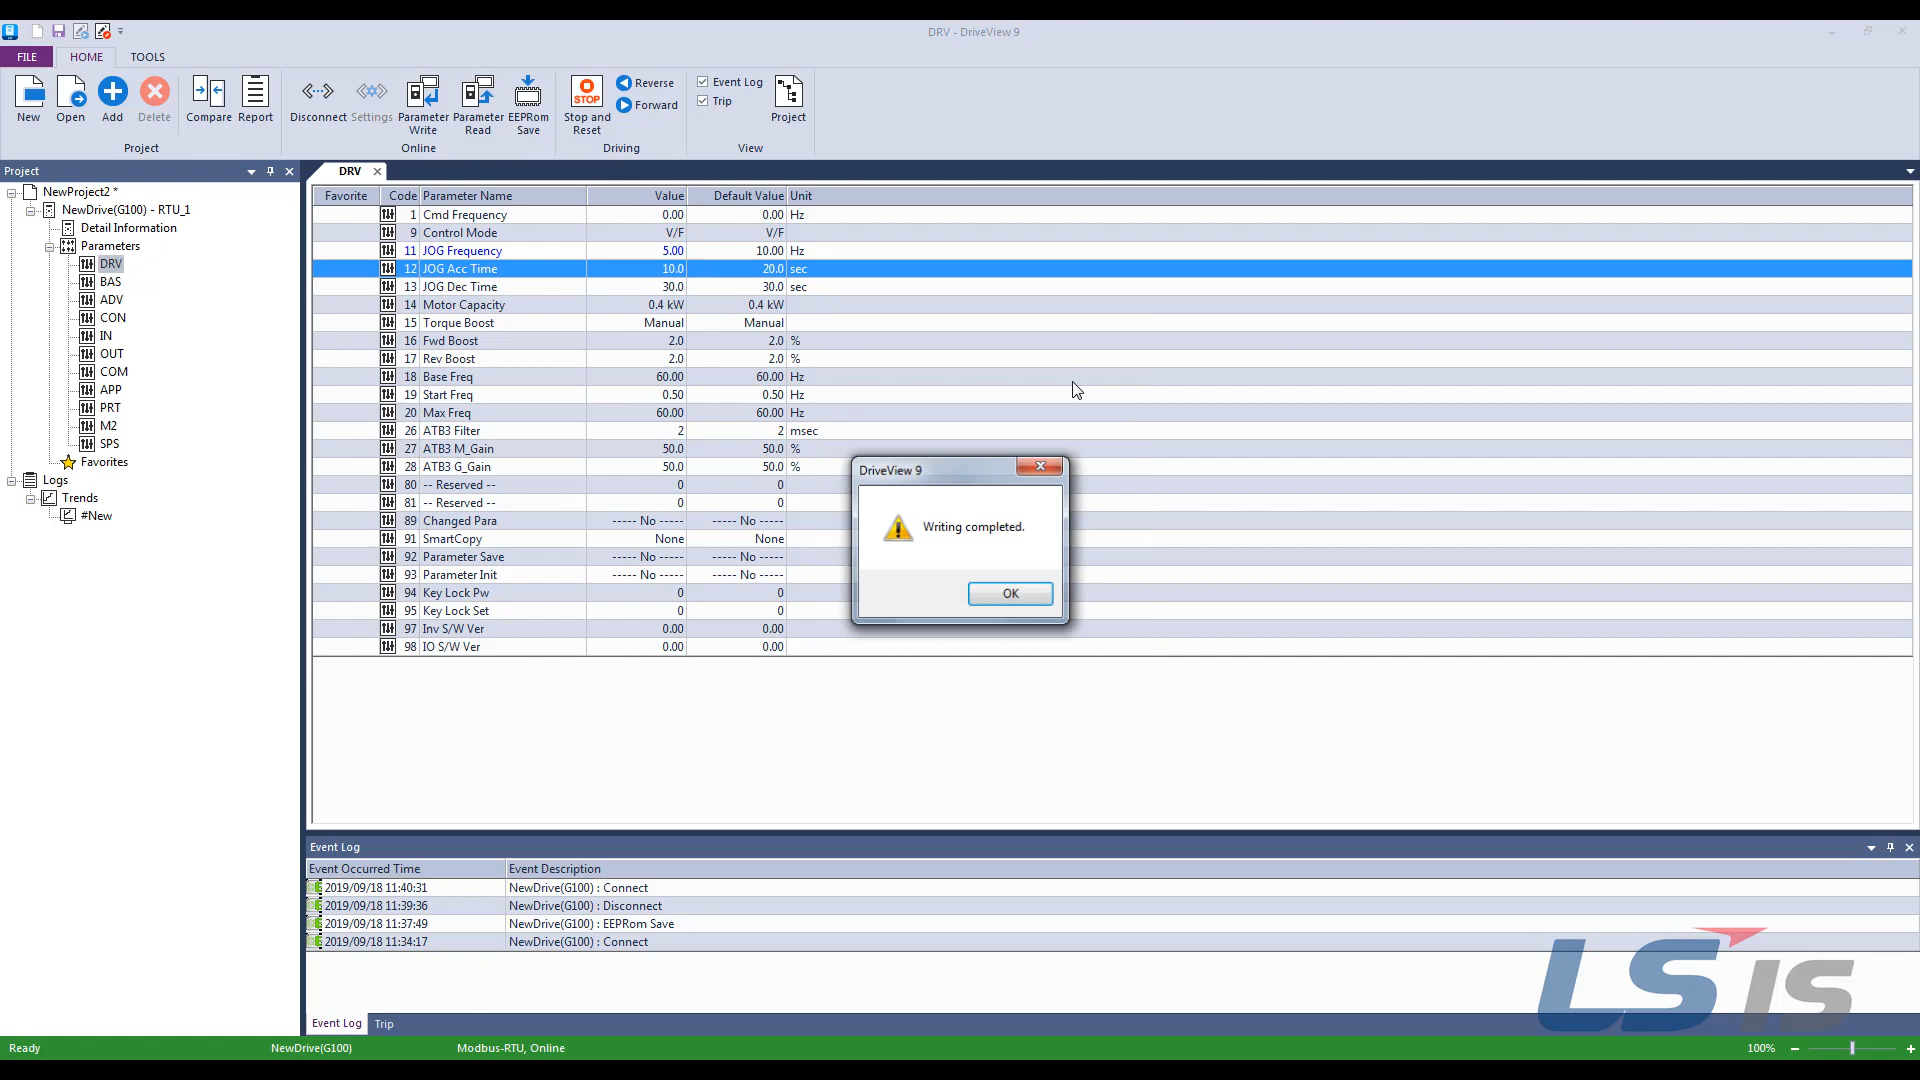 DRV - DriveView 9
FILE HOME TOOLS
New Open Add Delete Compare Report Disconnect Settings Parameter Write Parameter Read EEPRom Save Stop and Reset Reverse Forward Event Log Trip Project
STOP
Project Online Driving View
Project
NewProject2 *
NewDrive(G100) - RTU_1
Detail Information
Parameters
DRV
BAS
ADV
CON
IN
OUT
COM
APP
PRT
M2
SPS
Favorites
Logs
Trends
#New
DRV
Favorite Code Parameter Name Value Default Value Unit
1 Cmd Frequency 0.00 0.00 Hz
9 Control Mode V/F V/F
11 JOG Frequency 5.00 10.00 Hz
12 JOG Acc Time 10.0 20.0 sec
13 JOG Dec Time 30.0 30.0 sec
14 Motor Capacity 0.4 kW 0.4 kW
15 Torque Boost Manual Manual
16 Fwd Boost 2.0 2.0 %
17 Rev Boost 2.0 2.0 %
18 Base Freq 60.00 60.00 Hz
19 Start Freq 0.50 0.50 Hz
20 Max Freq 60.00 60.00 Hz
26 ATB3 Filter 2 2 msec
27 ATB3 M_Gain 50.0 50.0 %
28 ATB3 G_Gain 50.0 50.0 %
80 -- Reserved -- 0 0
81 -- Reserved -- 0 0
89 Changed Para ----- No ----- ----- No -----
91 SmartCopy None None
92 Parameter Save ----- No ----- ----- No -----
93 Parameter Init ----- No ----- ----- No -----
94 Key Lock Pw 0 0
95 Key Lock Set 0 0
97 Inv S/W Ver 0.00 0.00
98 IO S/W Ver 0.00 0.00
DriveView 9
Writing completed.
OK
Event Log
Event Occurred Time Event Description
2019/09/18 11:40:31 NewDrive(G100) : Connect
2019/09/18 11:39:36 NewDrive(G100) : Disconnect
2019/09/18 11:37:49 NewDrive(G100) : EEPRom Save
2019/09/18 11:34:17 NewDrive(G100) : Connect
LS IS
Event Log Trip
Ready NewDrive(G100) Modbus-RTU, Online 100%